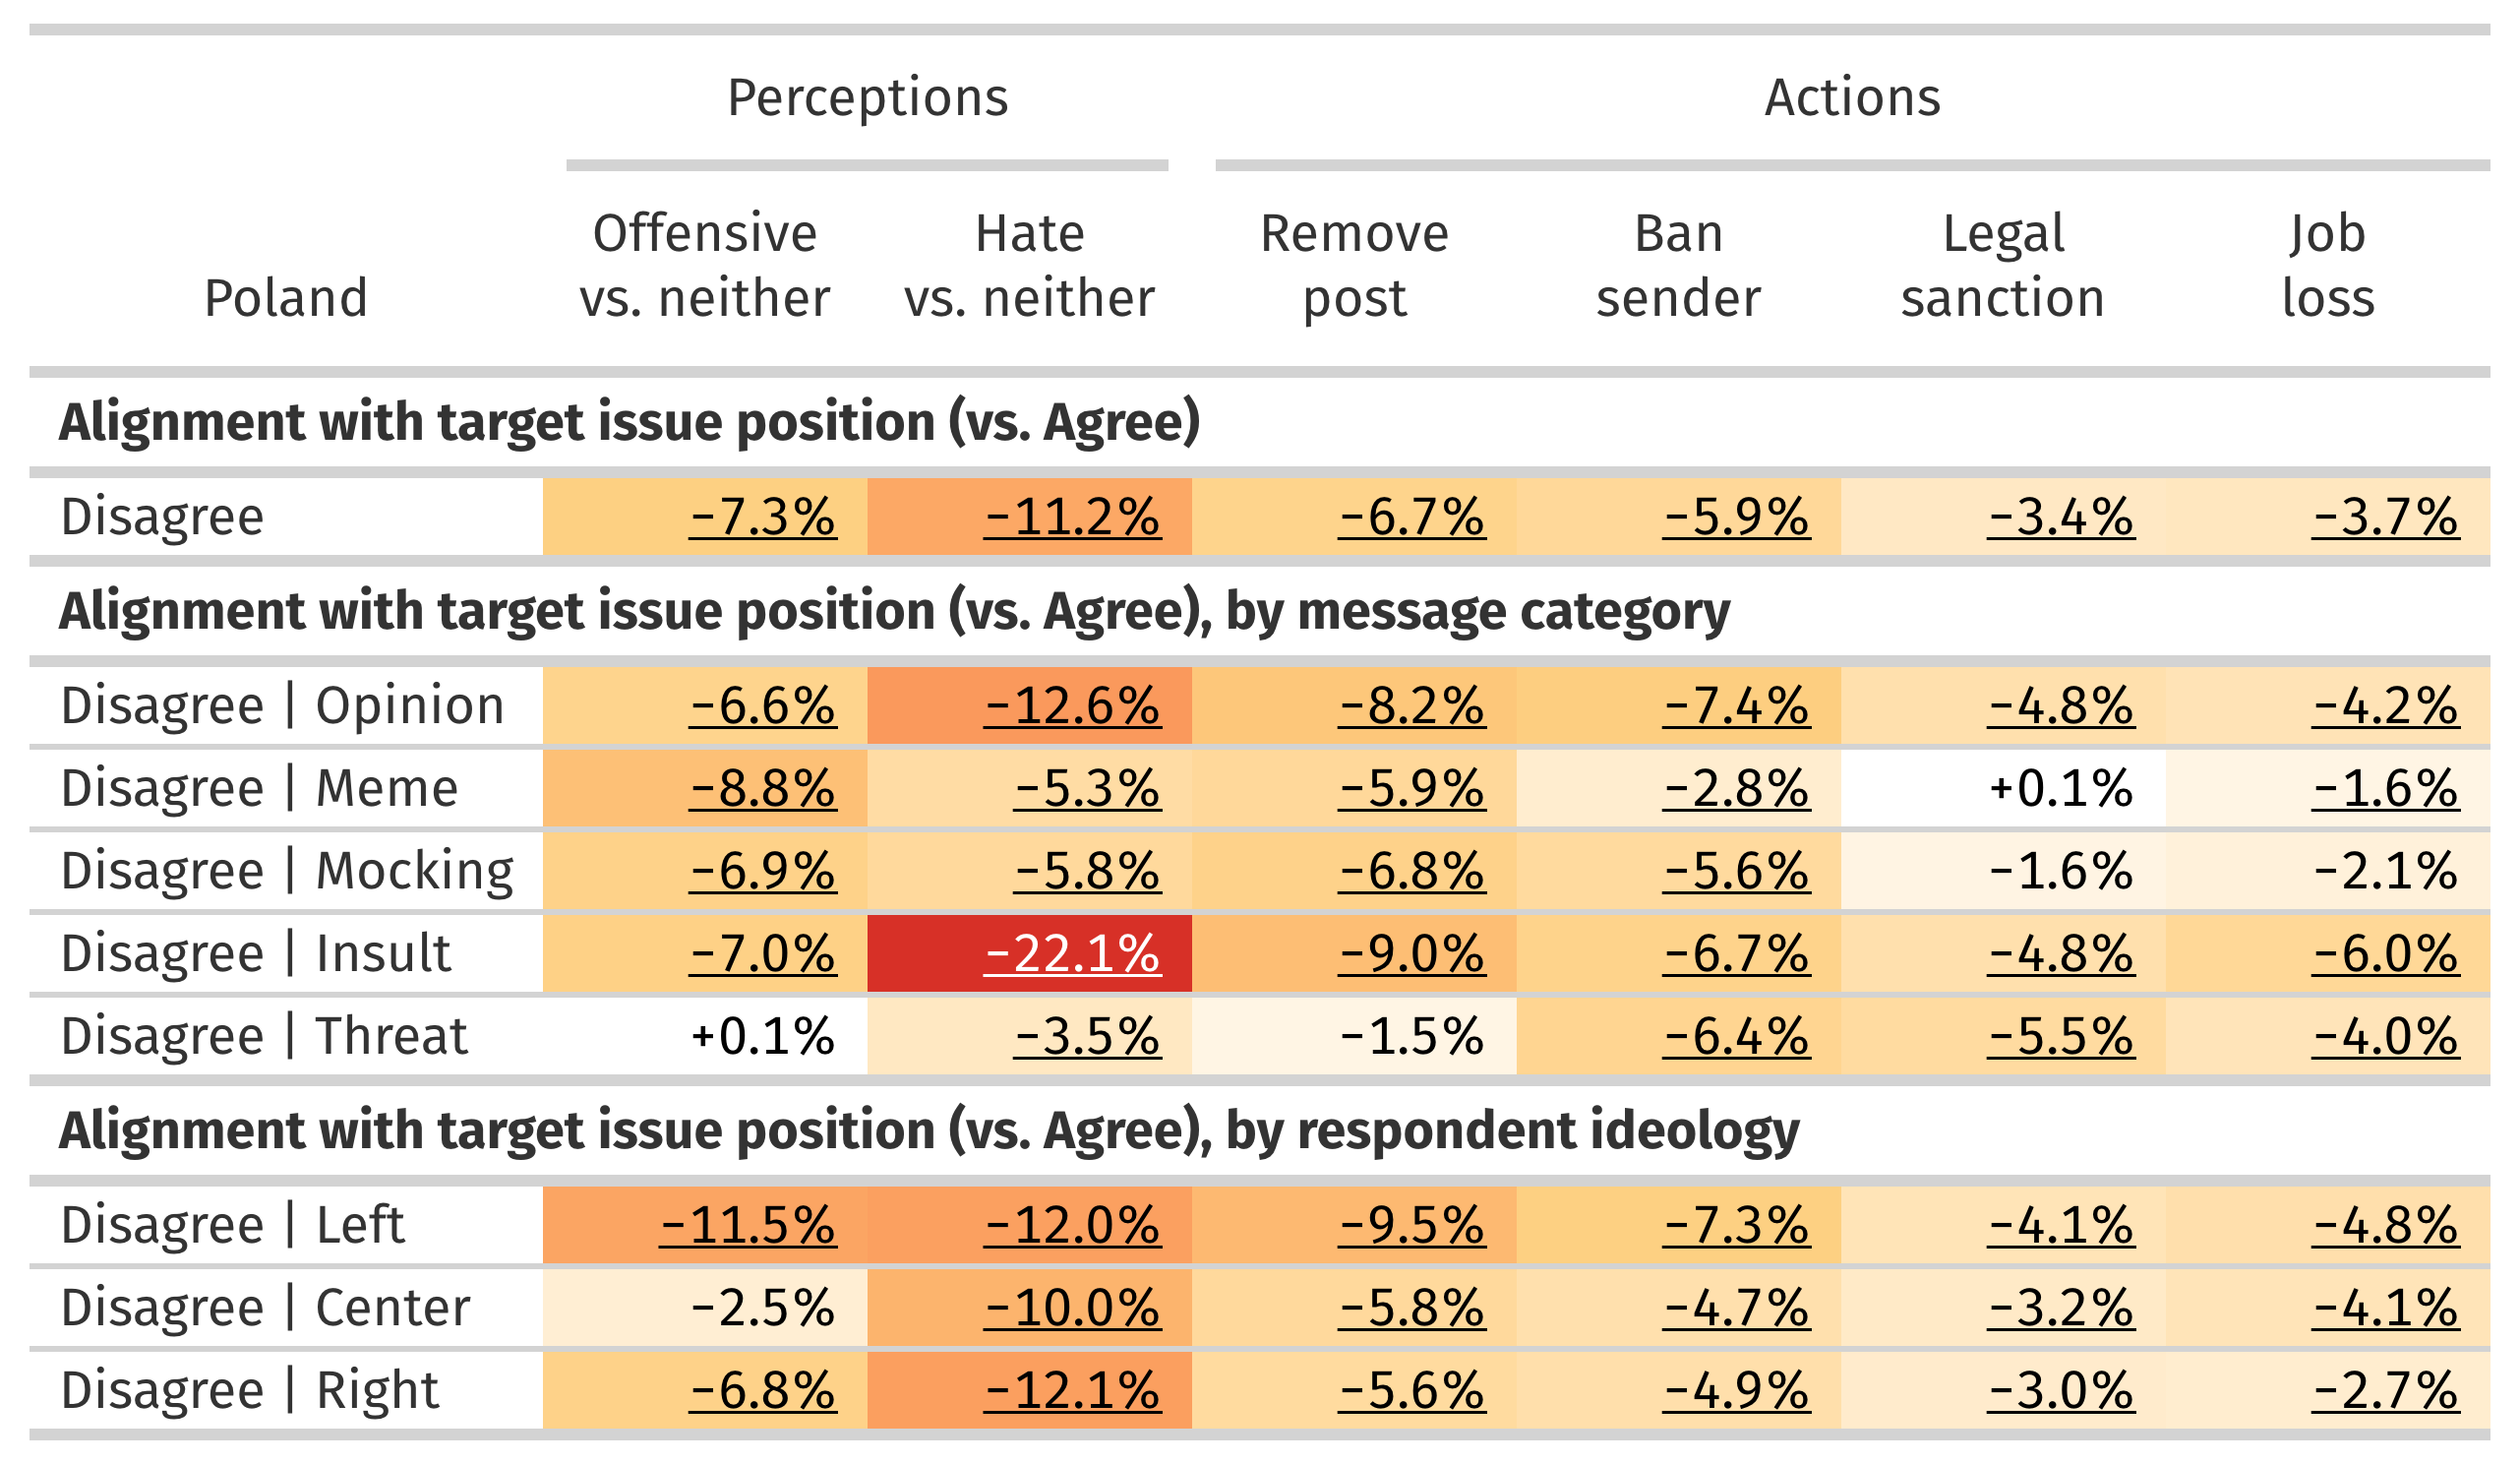 Perceptions Actions
Offensive Hate Remove Ban Legal Job
Poland vs. neither vs. neither post sender sanction loss
Alignment with target issue position (vs. Agree)
Disagree −7.3% −11.2% −6.7% −5.9% −3.4% −3.7%
Alignment with target issue position (vs. Agree), by message category
Disagree | Opinion −6.6% −12.6% −8.2% −7.4% −4.8% −4.2%
Disagree | Meme −8.8% −5.3% −5.9% −2.8% +0.1% −1.6%
Disagree | Mocking −6.9% −5.8% −6.8% −5.6% −1.6% −2.1%
Disagree | Insult −7.0% −22.1% −9.0% −6.7% −4.8% −6.0%
Disagree | Threat +0.1% −3.5% −1.5% −6.4% −5.5% −4.0%
Alignment with target issue position (vs. Agree), by respondent ideology
Disagree | Left −11.5% −12.0% −9.5% −7.3% −4.1% −4.8%
Disagree | Center −2.5% −10.0% −5.8% −4.7% −3.2% −4.1%
Disagree | Right −6.8% −12.1% −5.6% −4.9% −3.0% −2.7%